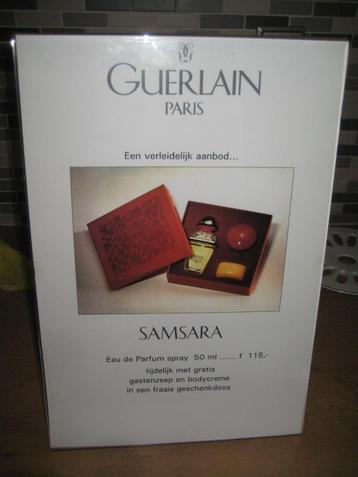 GUERLAIN
PARIS
Een verleidelijk aanbod...
SAMSARA
Eau de Parfum spray 50 ml ...... f 115,-
tijdelijk met gratis
gastenzeep en bodycreme
in een fraaie geschenkdoos